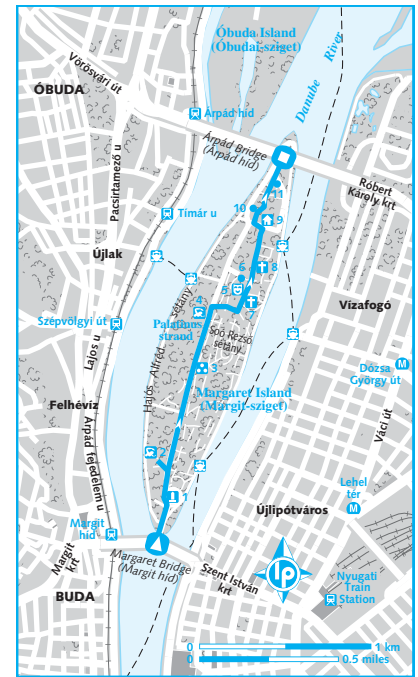 Óbuda Island
(Óbudai-sziget)
Danube River
Vörösvári út
ÓBUDA
Árpád híd
Árpád Bridge
(Árpád híd)
Róbert
Károly krt
Pacsirtamező u
11
10
9
Tímár u
Újlak
8
6
5
7
4
Vízafogó
Szépvölgyi út
Palatinus
strand
Soó Rezső
sétány
Hajós Alfréd sétány
Lajos u
3
Dózsa
György út
M
Margaret Island
(Margit-sziget)
Felhévíz
Árpád fejedelem u
Váci út
2
1
Lehel
tér
M
Újlipótváros
Margit
híd
Margit
krt
Margaret Bridge
(Margit híd)
Szent István
krt
lp
BUDA
Nyugati
Train
Station
0 1 km
0 0.5 miles